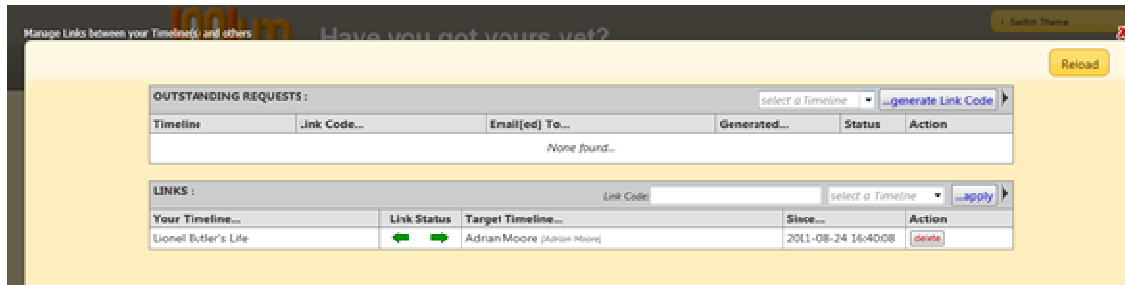 Switch Theme
Manage Links between your Timeline(s) and others
Have you got yours yet?
Reload
OUTSTANDING REQUESTS : select a Timeline ...generate Link Code
Timeline Link Code... Email[ed] To... Generated... Status Action
None found...
LINKS : Link Code: select a Timeline ...apply
Your Timeline... Link Status Target Timeline... Since... Action
Lionel Butler's Life Adrian Moore [Adrian Moore] 2011-08-24 16:40:08 delete